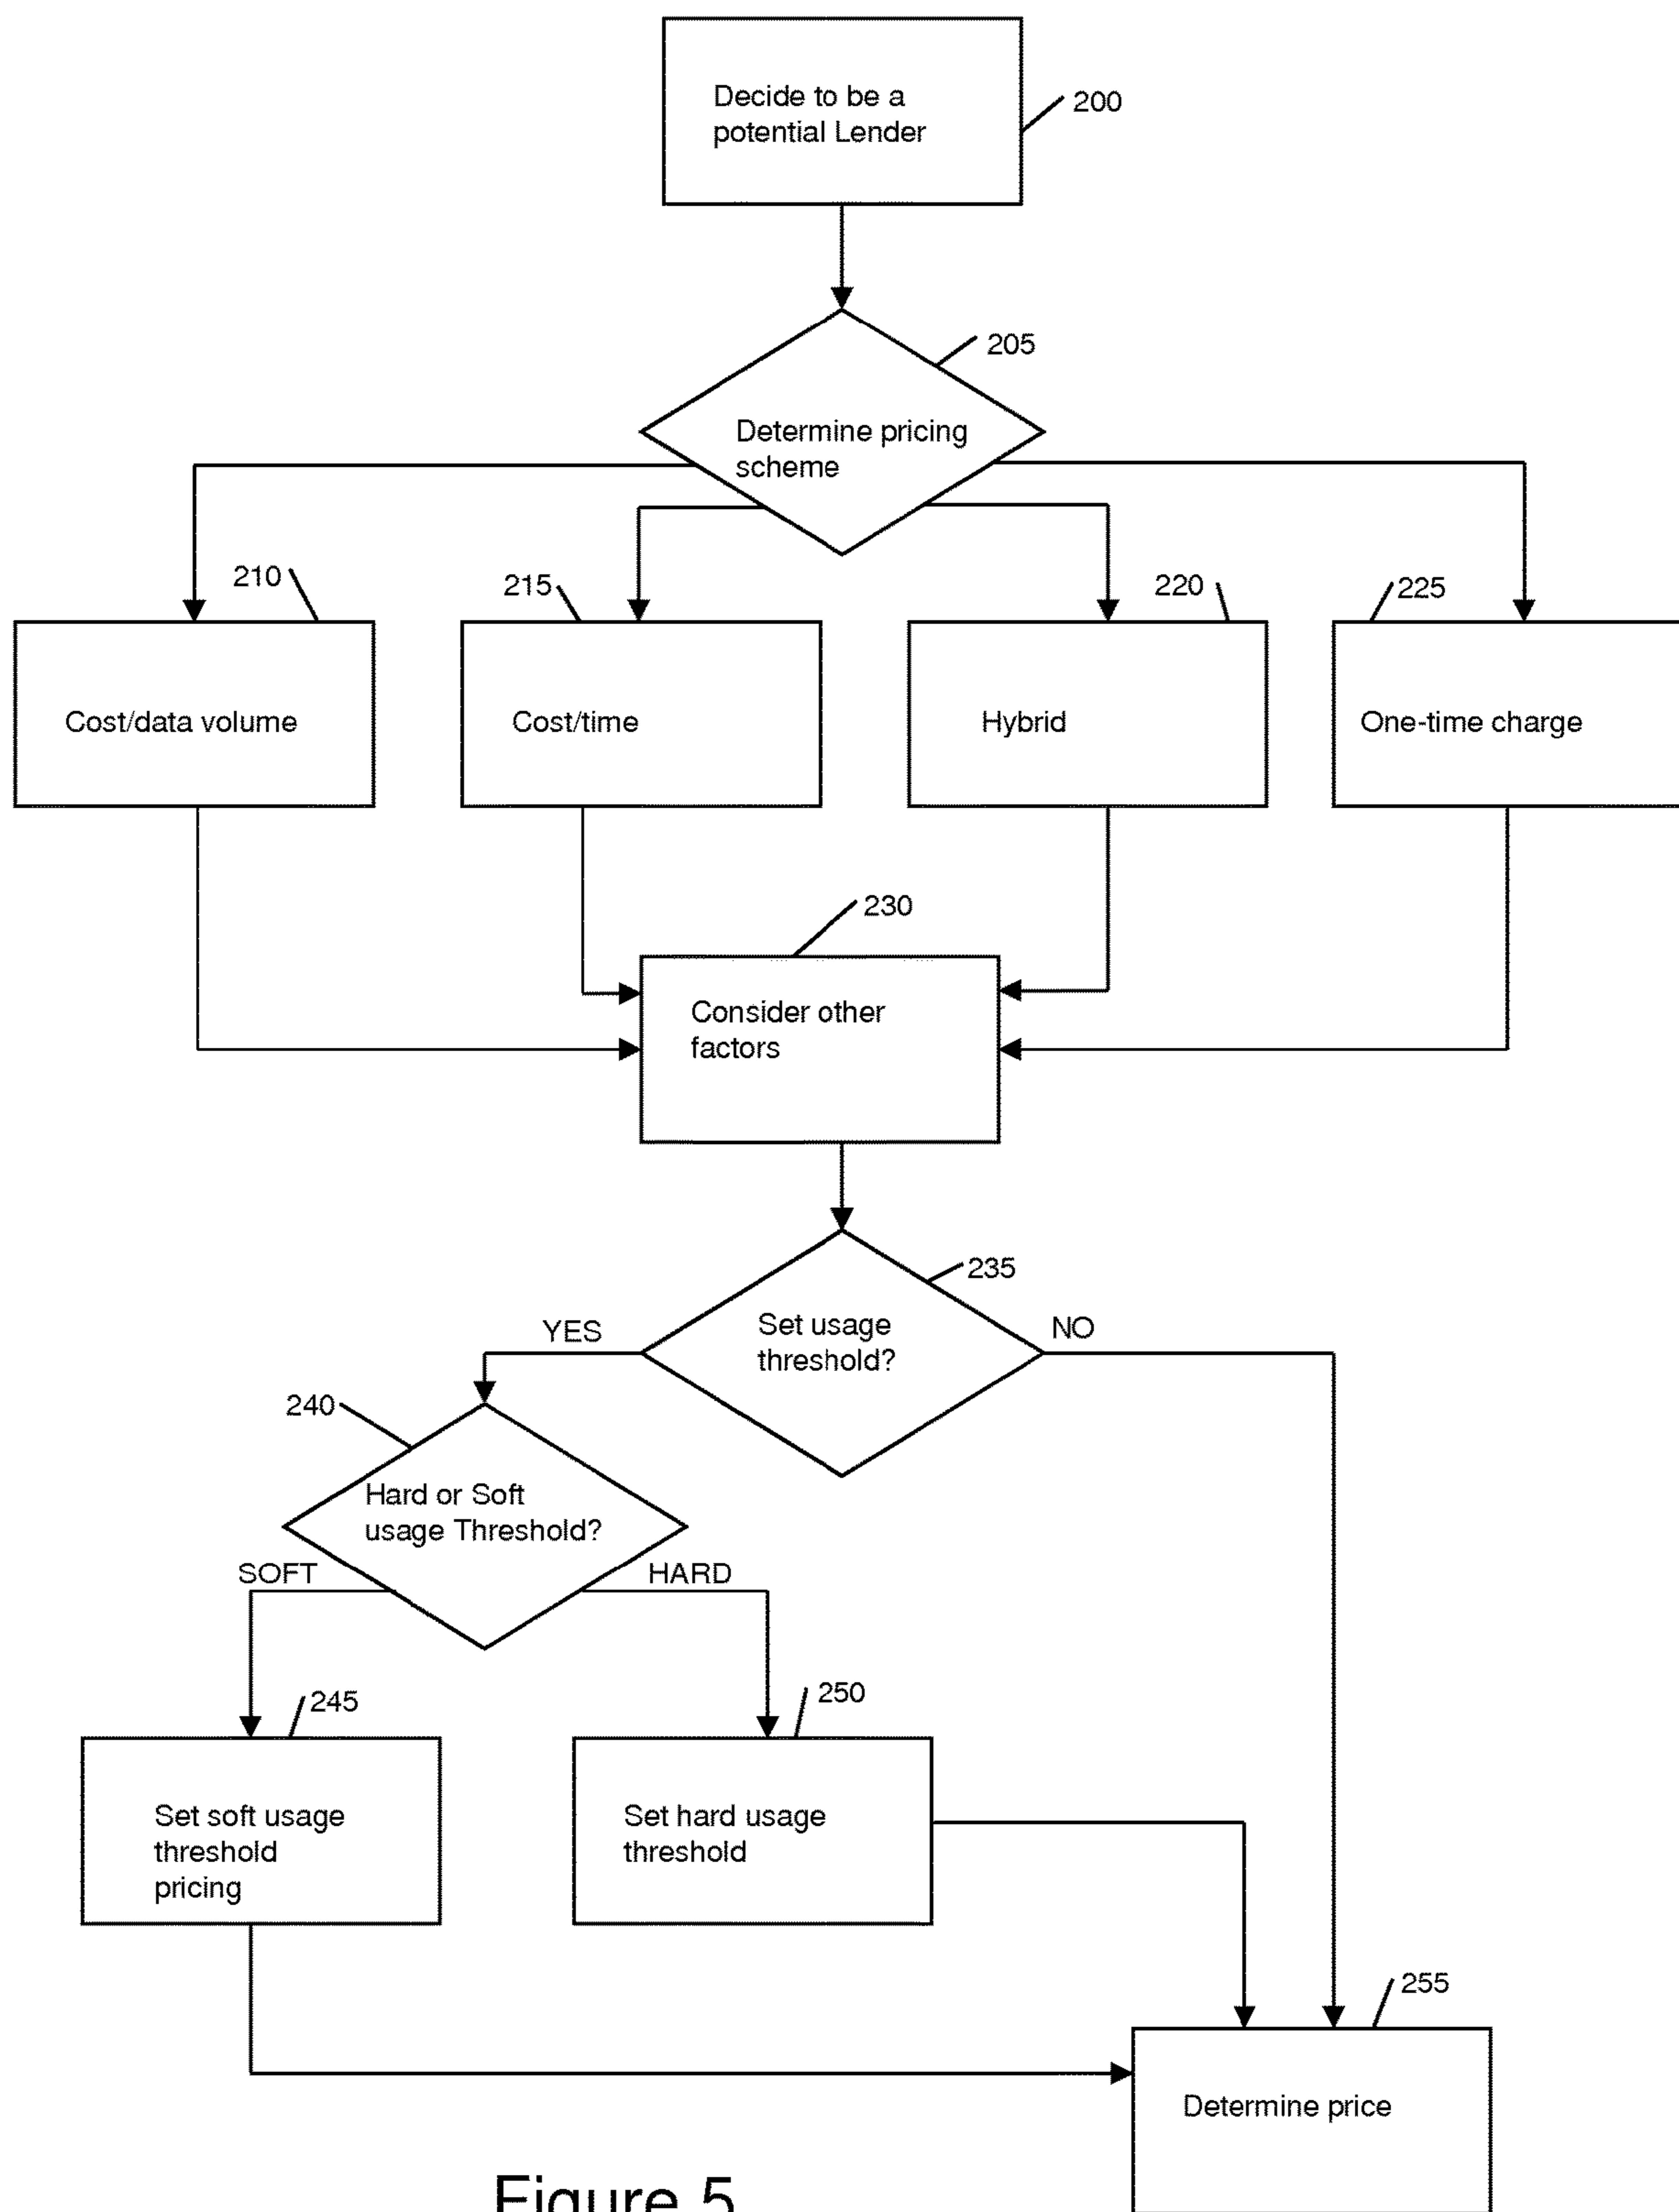 Decide to be a
potential Lender
200
205
Determine pricing
scheme
210
215
220
225
Cost/data volume
Cost/time
Hybrid
One-time charge
230
Consider other
factors
235
Set usage
threshold?
YES
NO
240
Hard or Soft
usage Threshold?
SOFT
HARD
245
250
Set soft usage
threshold
pricing
Set hard usage
threshold
255
Determine price
Figure 5